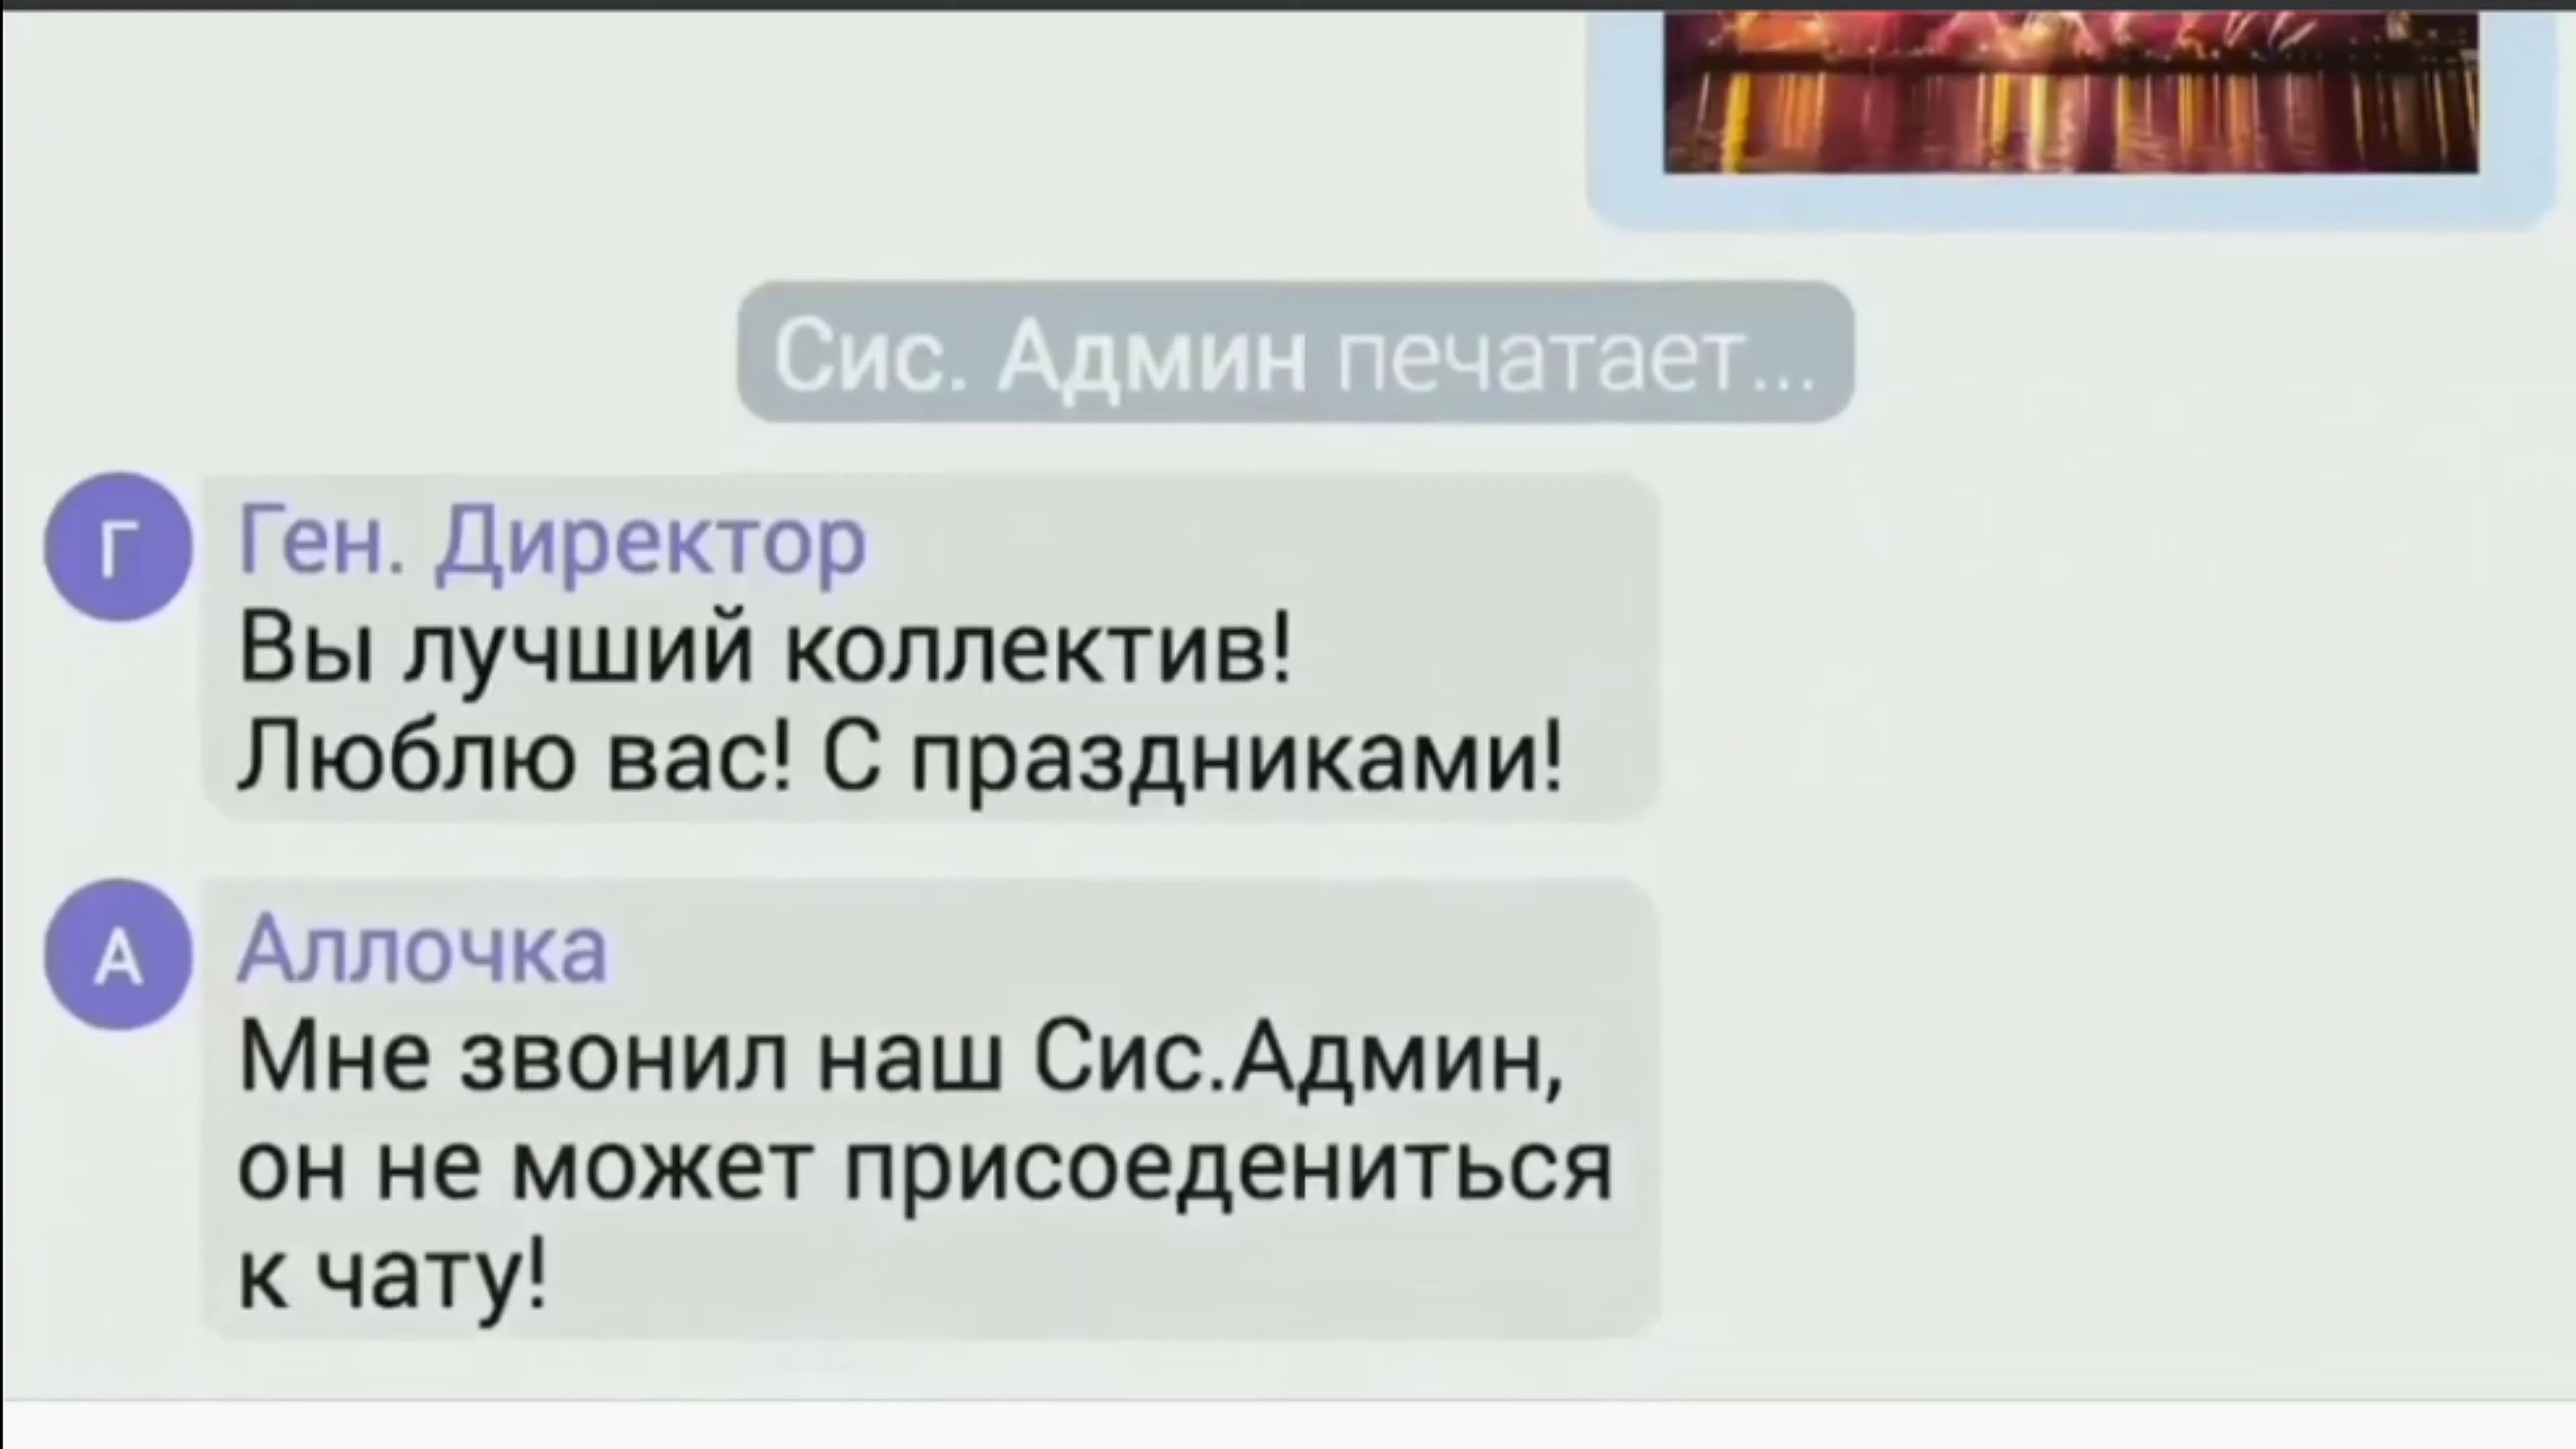 Сис. Админ печатает...
Г
Ген. Директор
Вы лучший коллектив!
Люблю вас! С праздниками!
А
Аллочка
Мне звонил наш Сис.Админ,
он не может присоедениться
к чату!